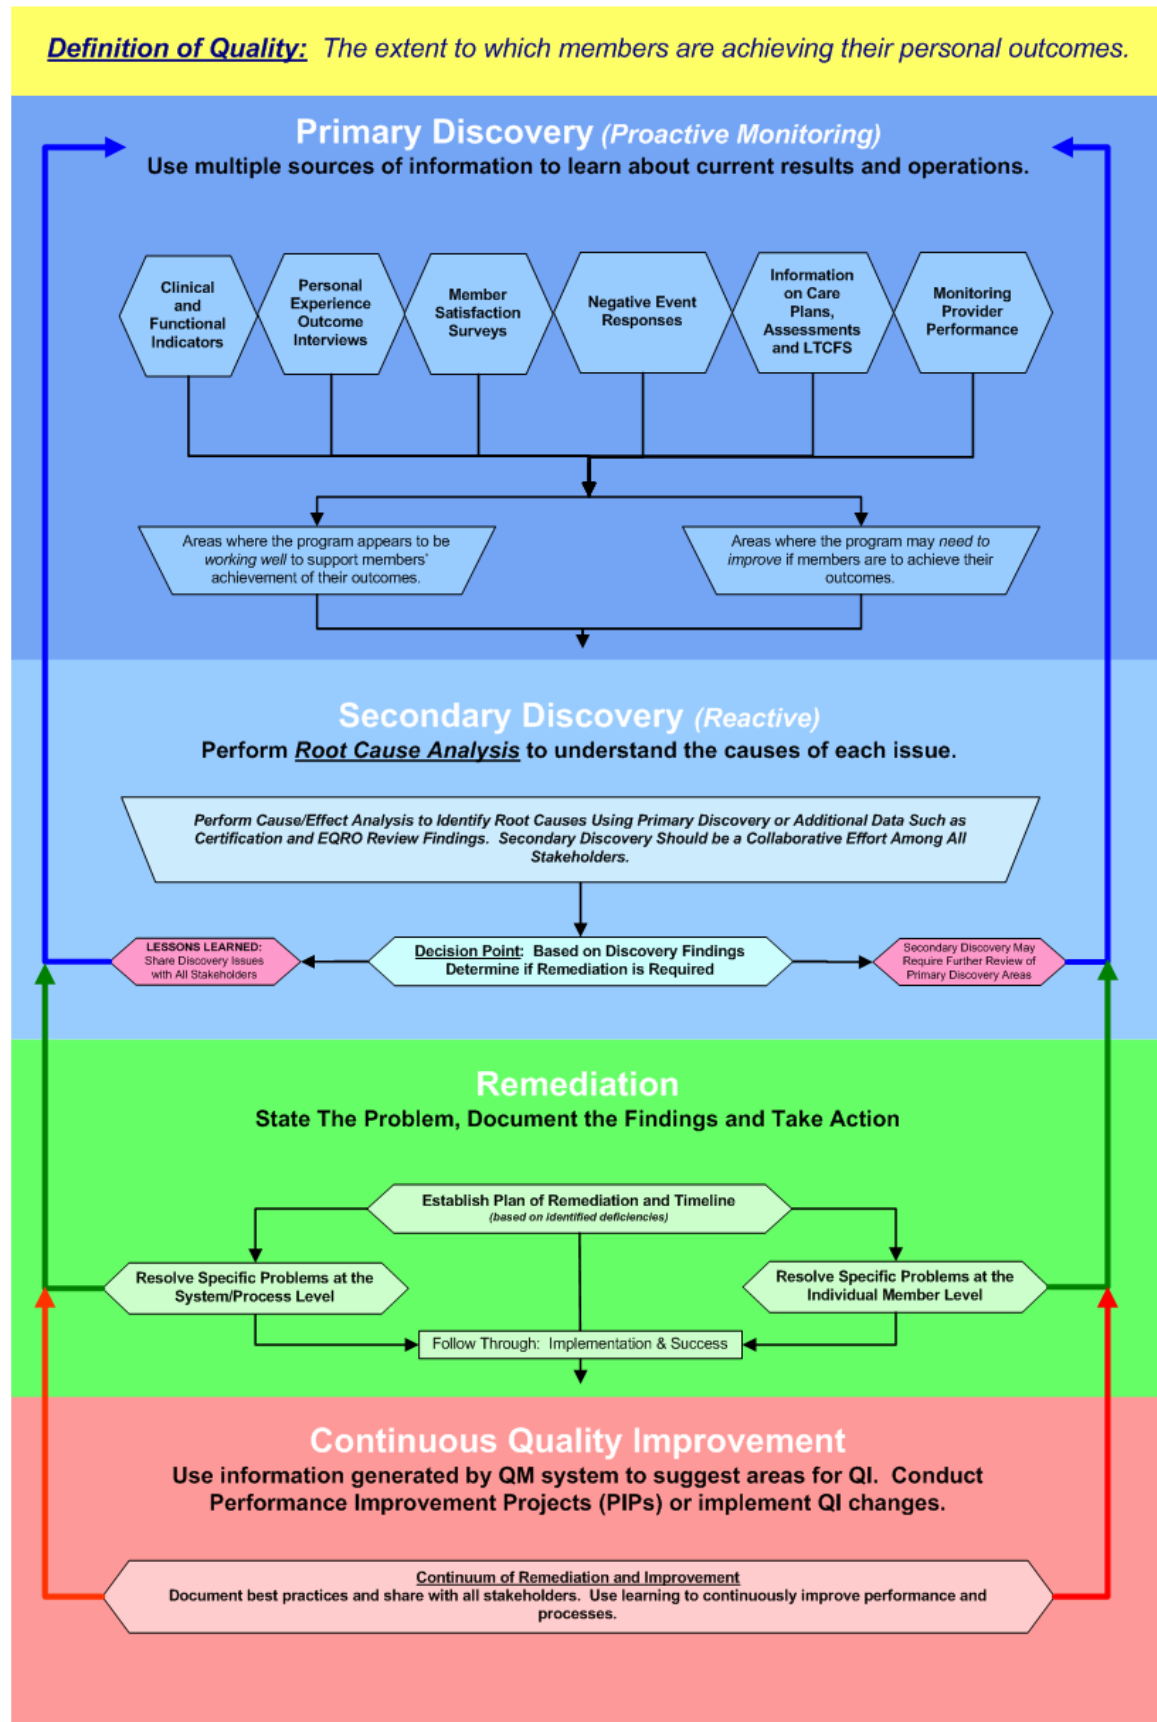 Definition of Quality: The extent to which members are achieving their personal outcomes.
Primary Discovery (Proactive Monitoring)
Use multiple sources of information to learn about current results and operations.
Clinical
and
Functional
Indicators
Personal
Experience
Outcome
Interviews
Member
Satisfaction
Surveys
Negative Event
Responses
Information
on Care
Plans,
Assessments
and LTCFS
Monitoring
Provider
Performance
Areas where the program appears to be
working well to support members'
achievement of their outcomes.
Areas where the program may need to
improve if members are to achieve their
outcomes.
Secondary Discovery (Reactive)
Perform Root Cause Analysis to understand the causes of each issue.
Perform Cause/Effect Analysis to Identify Root Causes Using Primary Discovery or Additional Data Such as
Certification and EQRO Review Findings. Secondary Discovery Should be a Collaborative Effort Among All
Stakeholders.
LESSONS LEARNED:
Share Discovery Issues
with All Stakeholders
Decision Point: Based on Discovery Findings
Determine if Remediation is Required
Secondary Discovery May
Require Further Review of
Primary Discovery Areas
Remediation
State The Problem, Document the Findings and Take Action
Establish Plan of Remediation and Timeline
(based on identified deficiencies)
Resolve Specific Problems at the
System/Process Level
Resolve Specific Problems at the
Individual Member Level
Follow Through: Implementation & Success
Continuous Quality Improvement
Use information generated by QM system to suggest areas for QI. Conduct
Performance Improvement Projects (PIPs) or implement QI changes.
Continuum of Remediation and Improvement
Document best practices and share with all stakeholders. Use learning to continuously improve performance and
processes.